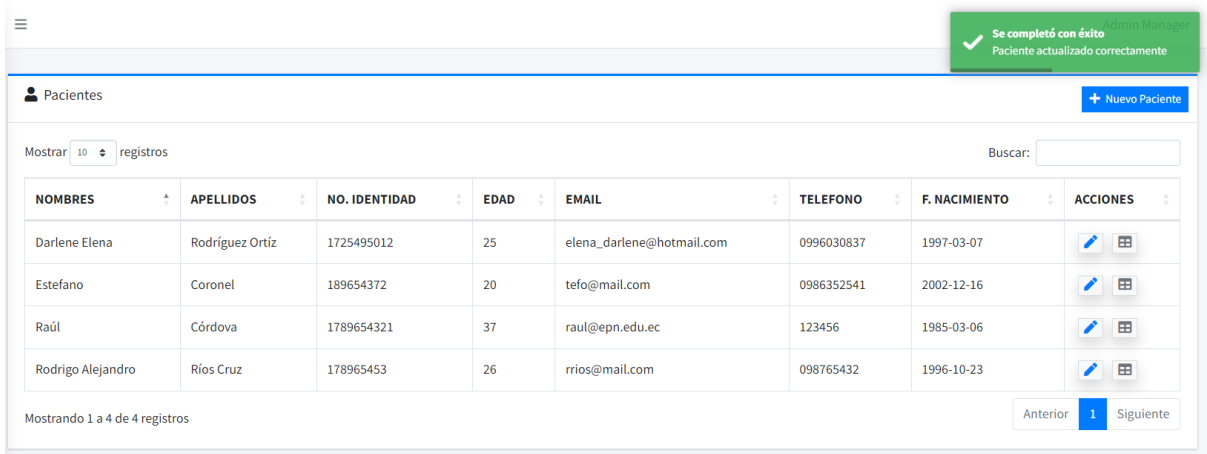 Admin Manager
Se completó con éxito
Paciente actualizado correctamente
Pacientes
Nuevo Paciente
Mostrar 10 registros
Buscar:
NOMBRES APELLIDOS NO. IDENTIDAD EDAD EMAIL TELEFONO F. NACIMIENTO ACCIONES
Darlene Elena Rodríguez Ortíz 1725495012 25 elena_darlene@hotmail.com 0996030837 1997-03-07
Estefano Coronel 189654372 20 tefo@mail.com 0986352541 2002-12-16
Raúl Córdova 1789654321 37 raul@epn.edu.ec 123456 1985-03-06
Rodrigo Alejandro Ríos Cruz 178965453 26 rrios@mail.com 098765432 1996-10-23
Mostrando 1 a 4 de 4 registros
Anterior 1 Siguiente